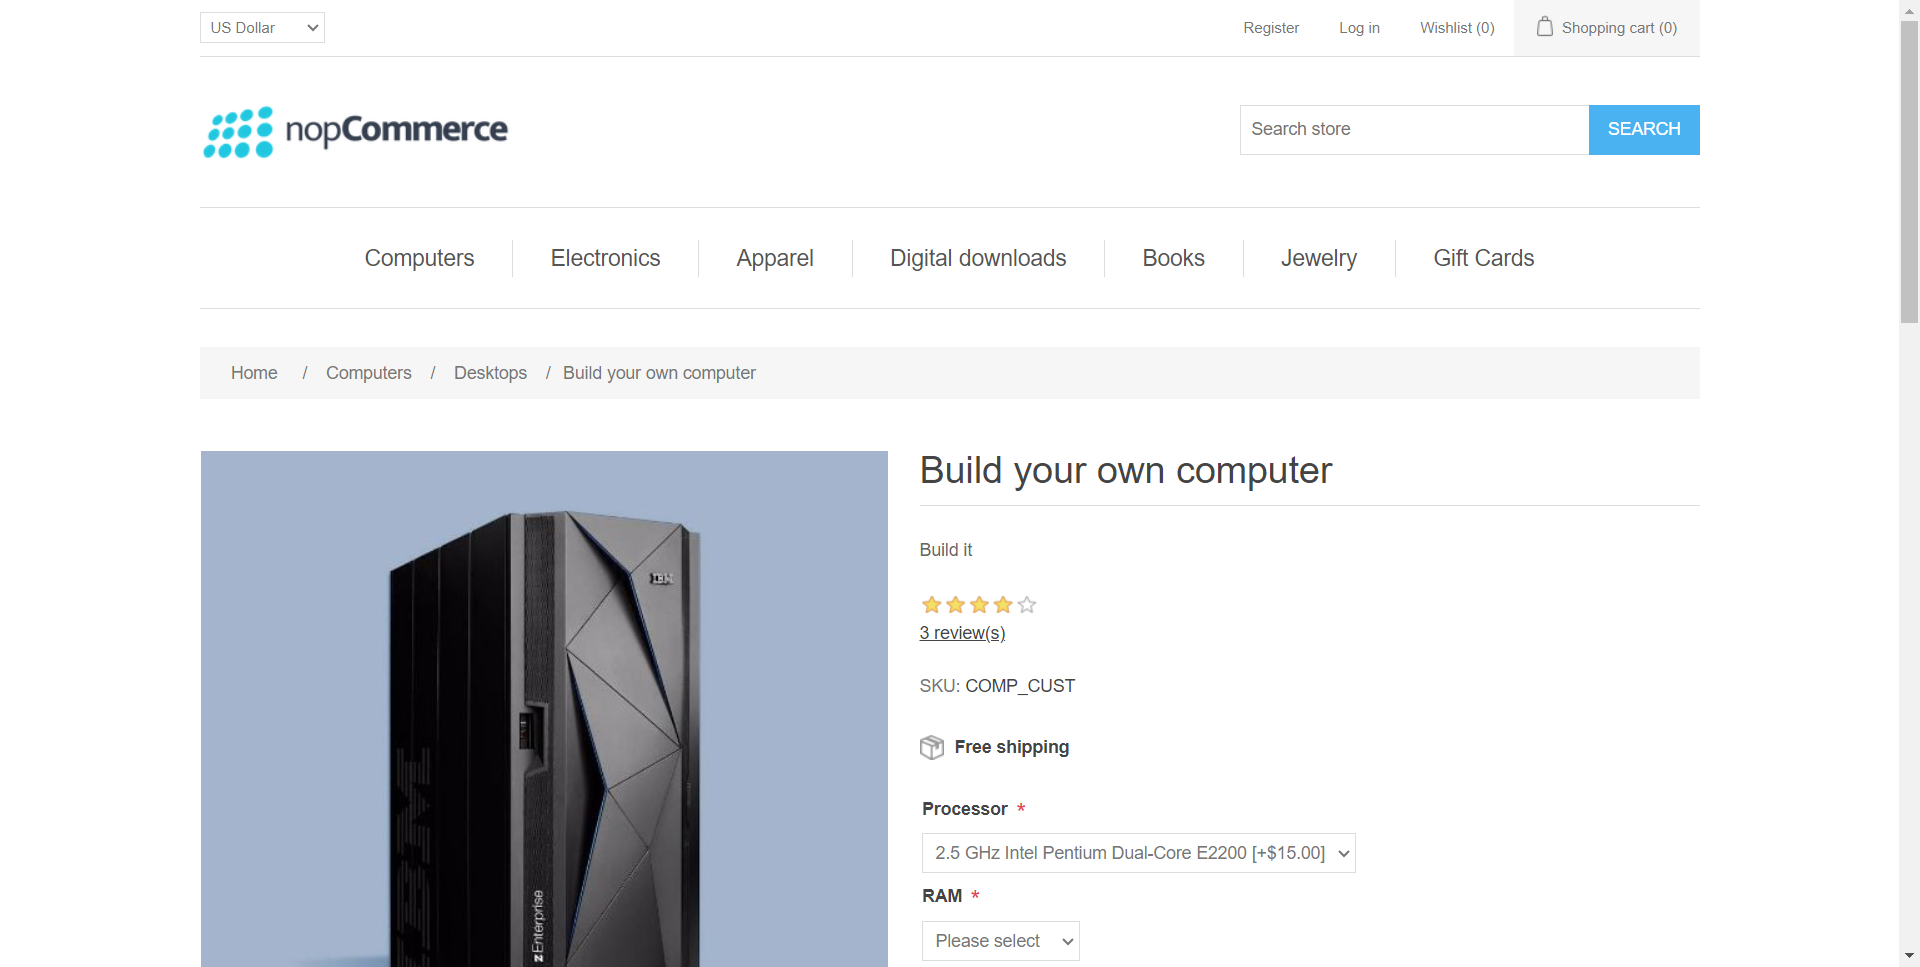 US Dollar
Register
Log in
Wishlist (0)
Shopping cart (0)
nopCommerce
Search store
SEARCH
Computers
Electronics
Apparel
Digital downloads
Books
Jewelry
Gift Cards
Home / Computers / Desktops / Build your own computer
Build your own computer
Build it
3 review(s)
SKU: COMP_CUST
Free shipping
Processor *
2.5 GHz Intel Pentium Dual-Core E2200 [+$15.00]
RAM *
Please select
IBM
IBM
z Enterprise